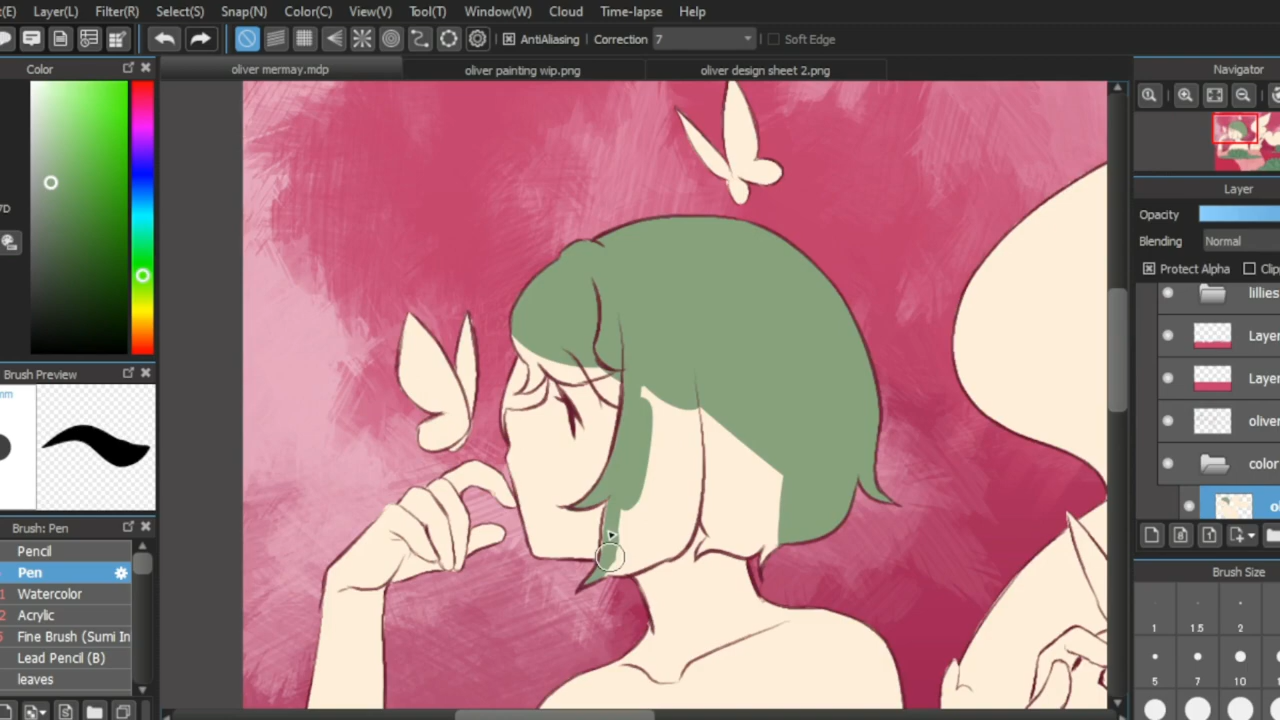 (E) Layer(L) Filter(R) Select(S) Snap(N) Color(C) View(V) Tool(T) Window(W) Cloud Time-lapse Help
AntiAliasing Correction 7 Soft Edge
Color
oliver mermay.mdp oliver painting wip.png oliver design sheet 2.png
Navigator
Layer
Opacity
Blending Normal
Protect Alpha Clip
lillies
Layer
Layer
oliver
color
Brush Preview
mm
Brush: Pen
Pencil
Pen
Watercolor
Acrylic
Fine Brush (Sumi In
Lead Pencil (B)
leaves
Brush Size
1 1.5 2
5 7 10